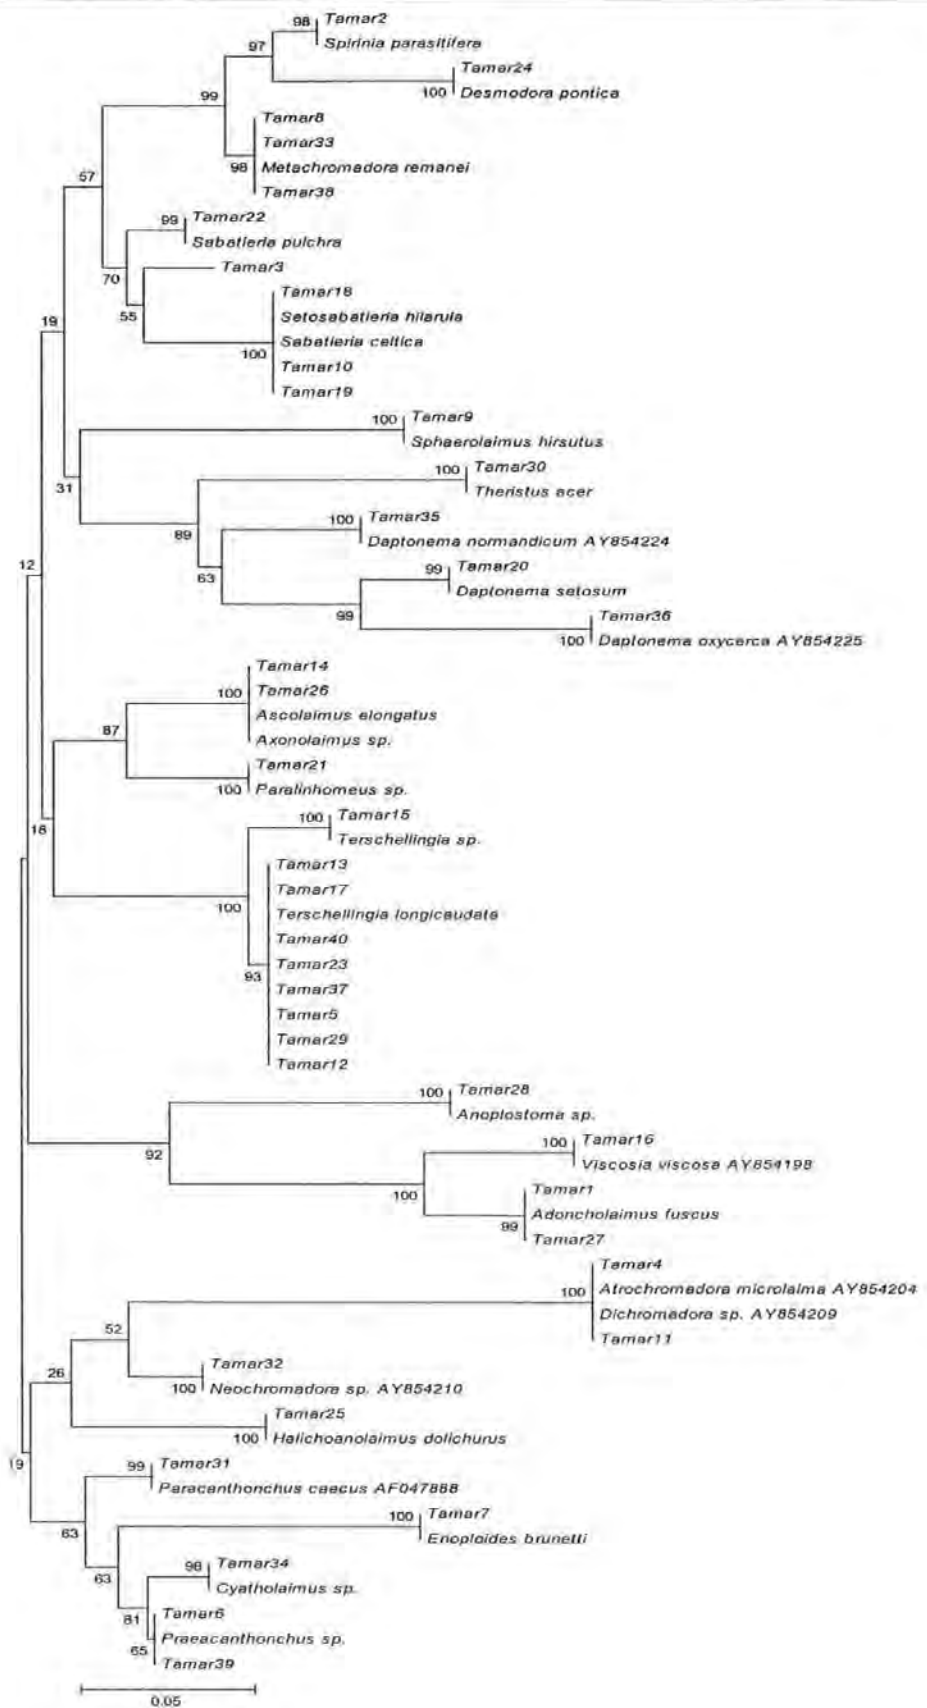 98 Tamar2
Spirinia parasitifera
97
Tamar24
100 Desmodora pontica
99
Tamar8
Tamar33
98 Metachromadora remanei
Tamar38
57
99 Tamar22
Sabatieria pulchra
70
Tamar3
55
Tamar18
Setosabatieria hilarula
Sabatieria celtica
100
Tamar10
Tamar19
19
100 Tamar9
Sphaerolaimus hirsutus
31
100 Tamar30
Theristus acer
89
100 Tamar35
Daptonema normandicum AY854224
63
99 Tamar20
Daptonema setosum
99
Tamar36
100 Daptonema oxycerca AY854225
12
Tamar14
100 Tamar26
Ascolaimus elongatus
Axonolaimus sp.
87
Tamar21
100 Paralinhomeus sp.
18
100 Tamar15
Terschellingia sp.
100
Tamar13
Tamar17
Terschellingia longicaudata
Tamar40
93 Tamar23
Tamar37
Tamar5
Tamar29
Tamar12
100 Tamar28
Anoplostoma sp.
92
100 Tamar16
Viscosia viscosa AY854198
100
Tamar1
Adoncholaimus fuscus
99 Tamar27
Tamar4
100 Atrochromadora microlaima AY854204
Dichromadora sp. AY854209
Tamar11
52
Tamar32
100 Neochromadora sp. AY854210
26
Tamar25
100 Halichoanolaimus dolichurus
19
99 Tamar31
Paracanthonchus caecus AF047888
63
100 Tamar7
Enoploides brunetti
63
98 Tamar34
Cyatholaimus sp.
81
Tamar6
Praeacanthonchus sp.
65 Tamar39
0.05